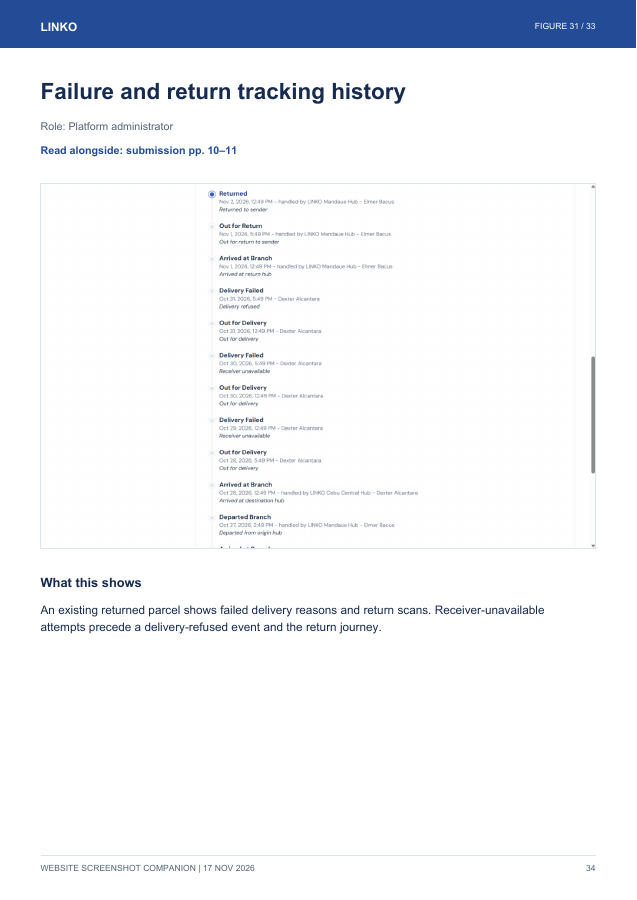 LINKO
FIGURE 31 / 33
Failure and return tracking history
Role: Platform administrator
Read alongside: submission pp. 10–11
Returned
Nov 2, 2026, 12:49 PM – handled by LINKO Mandaue Hub – Elmer Bacus
Returned to sender
Out for Return
Nov 1, 2026, 5:49 PM – handled by LINKO Mandaue Hub – Elmer Bacus
Out for return to sender
Arrived at Branch
Nov 1, 2026, 12:49 PM – handled by LINKO Mandaue Hub – Elmer Bacus
Arrived at return hub
Delivery Failed
Oct 31, 2026, 5:49 PM – Dexter Alcantara
Delivery refused
Out for Delivery
Oct 31, 2026, 12:49 PM – Dexter Alcantara
Out for delivery
Delivery Failed
Oct 30, 2026, 5:49 PM – Dexter Alcantara
Receiver unavailable
Out for Delivery
Oct 30, 2026, 12:49 PM – Dexter Alcantara
Out for delivery
Delivery Failed
Oct 29, 2026, 12:49 PM – Dexter Alcantara
Receiver unavailable
Out for Delivery
Oct 28, 2026, 5:49 PM – Dexter Alcantara
Out for delivery
Arrived at Branch
Oct 28, 2026, 12:49 PM – handled by LINKO Cebu Central Hub – Dexter Alcantara
Arrived at destination hub
Departed Branch
Oct 27, 2026, 2:49 PM – handled by LINKO Mandaue Hub – Elmer Bacus
Departed from origin hub
What this shows
An existing returned parcel shows failed delivery reasons and return scans. Receiver-unavailable
attempts precede a delivery-refused event and the return journey.
WEBSITE SCREENSHOT COMPANION | 17 NOV 2026
34